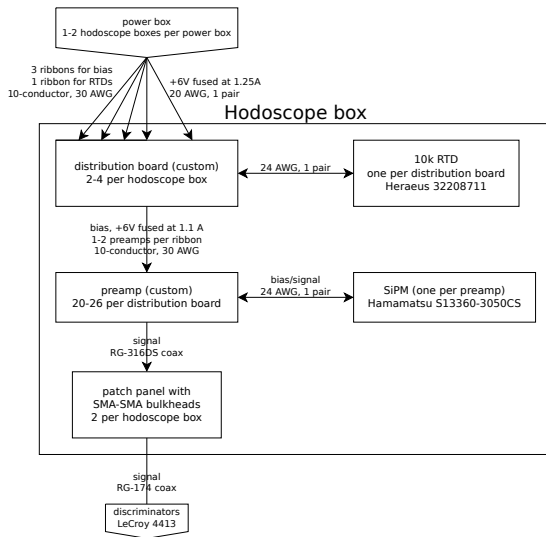 power box
1-2 hodoscope boxes per power box
3 ribbons for bias
1 ribbon for RTDs
10-conductor, 30 AWG
+6V fused at 1.25A
20 AWG, 1 pair
Hodoscope box
distribution board (custom)
2-4 per hodoscope box
24 AWG, 1 pair
10k RTD
one per distribution board
Heraeus 32208711
bias, +6V fused at 1.1 A
1-2 preamps per ribbon
10-conductor, 30 AWG
preamp (custom)
20-26 per distribution board
bias/signal
24 AWG, 1 pair
SiPM (one per preamp)
Hamamatsu S13360-3050CS
signal
RG-316DS coax
patch panel with
SMA-SMA bulkheads
2 per hodoscope box
signal
RG-174 coax
discriminators
LeCroy 4413